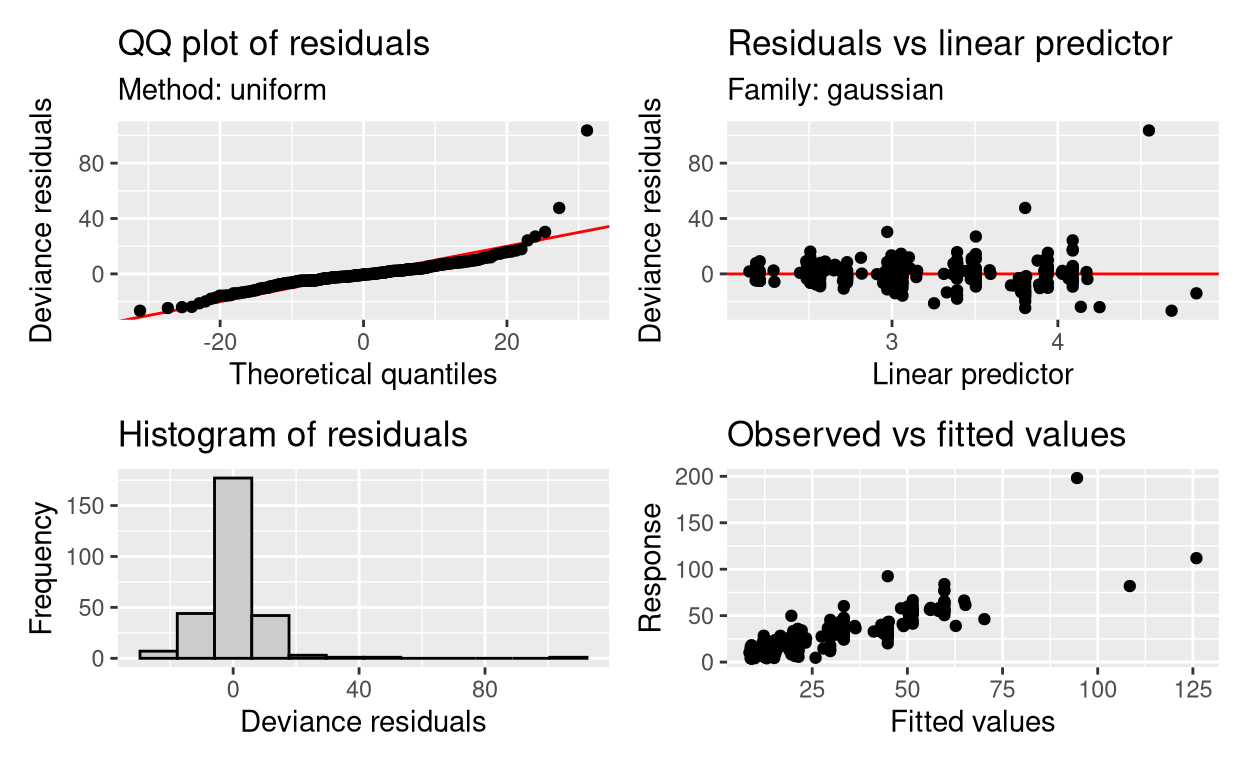 QQ plot of residuals
Method: uniform
Deviance residuals
80
40
0
-20
0
20
Theoretical quantiles
Residuals vs linear predictor
Family: gaussian
Deviance residuals
80
40
0
3
4
Linear predictor
Histogram of residuals
Frequency
150
100
50
0
0
40
80
Deviance residuals
Observed vs fitted values
Response
200
150
100
50
0
25
50
75
100
125
Fitted values